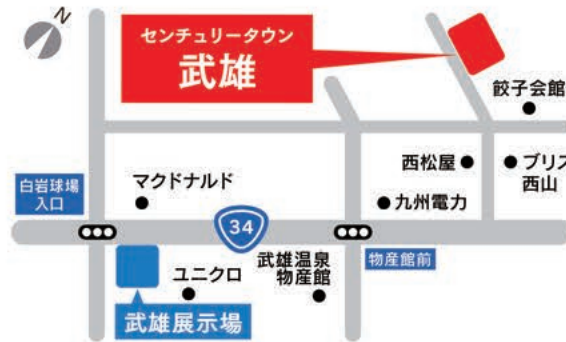 N
センチュリータウン
武雄
餃子会館
西松屋
ブリス
西山
マクドナルド
九州電力
白岩球場
入口
34
武雄温泉
物産館
物産館前
ユニクロ
武雄展示場